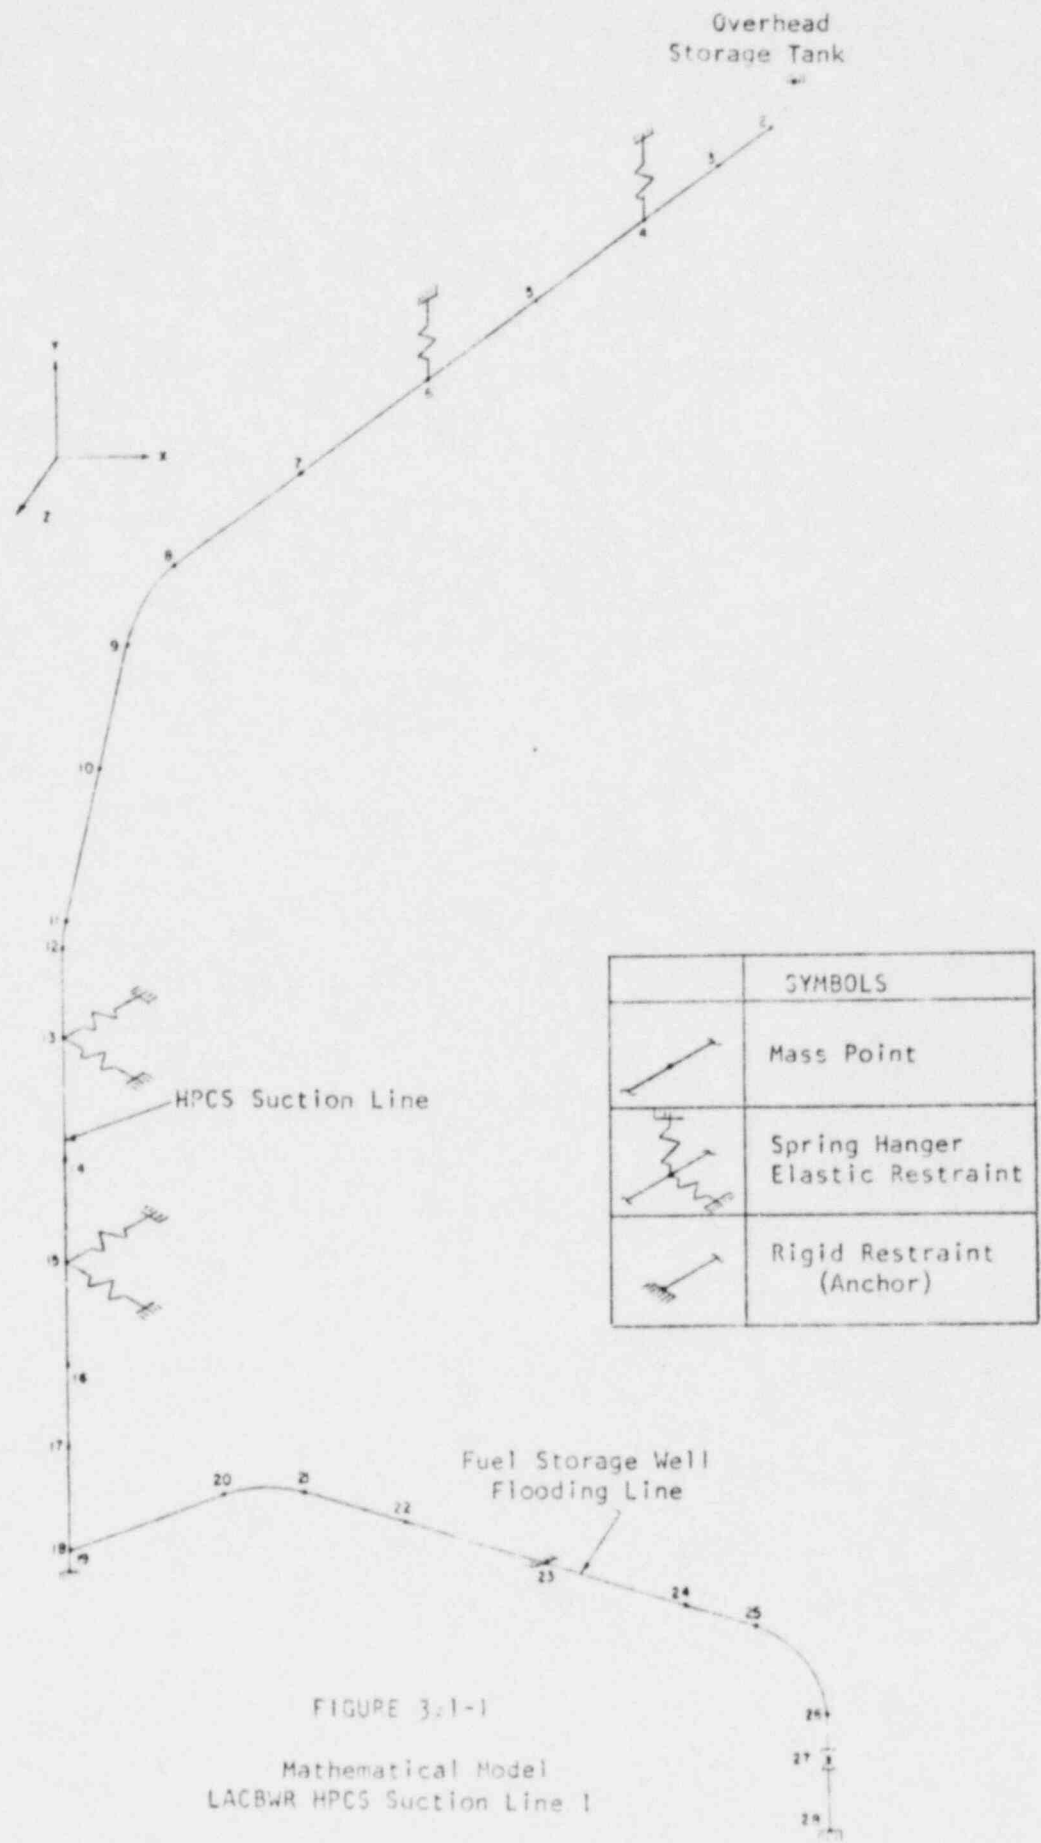 Overhead
Storage Tank
2
3
4
5
6
Y
X
Z
7
8
9
10
11
12
13
HPCS Suction Line
15
16
17
18
19
20
21
22
23
24
25
26
27
28
SYMBOLS
Mass Point
Spring Hanger
Elastic Restraint
Rigid Restraint
(Anchor)
Fuel Storage Well
Flooding Line
FIGURE 3.1-1
Mathematical Model
LACBWR HPCS Suction Line 1